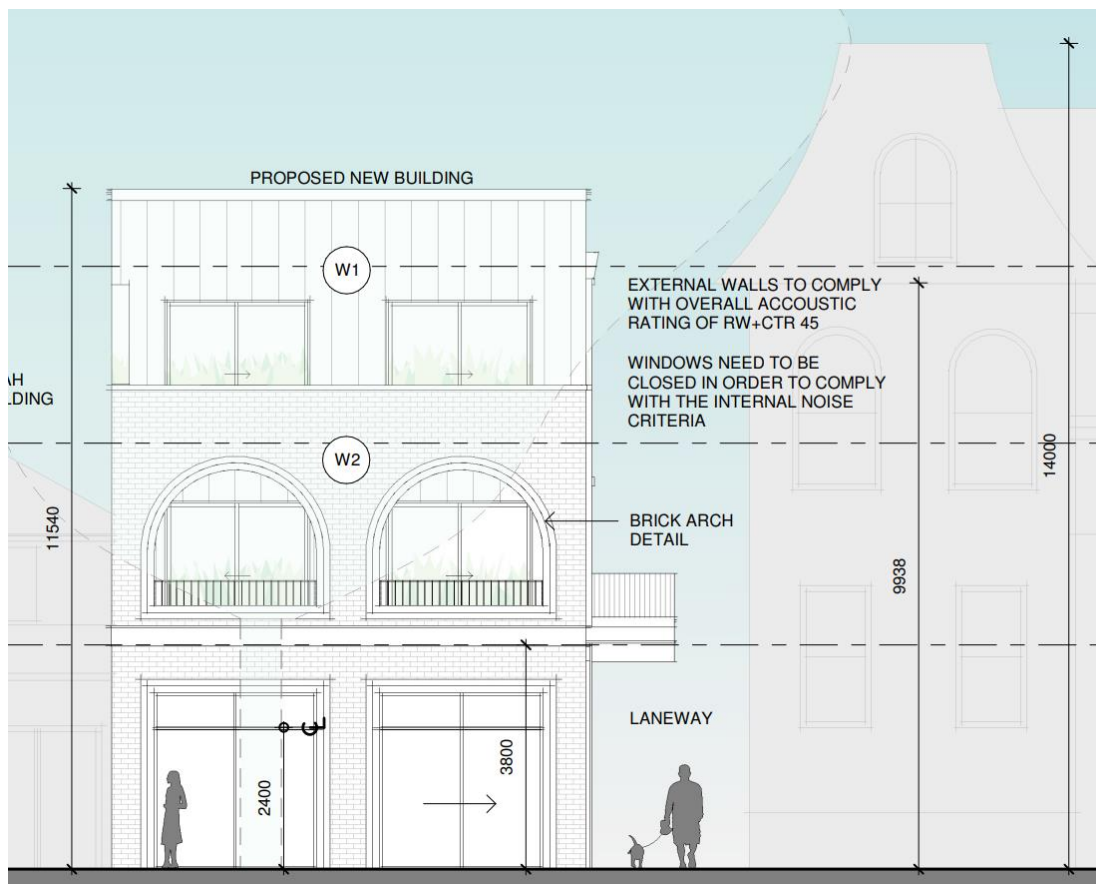 PROPOSED NEW BUILDING
W1
EXTERNAL WALLS TO COMPLY
WITH OVERALL ACCOUSTIC
RATING OF RW+CTR 45
WINDOWS NEED TO BE
CLOSED IN ORDER TO COMPLY
WITH THE INTERNAL NOISE
CRITERIA
AH
LDING
W2
BRICK ARCH
DETAIL
11540
14000
9938
LANEWAY
3800
2400